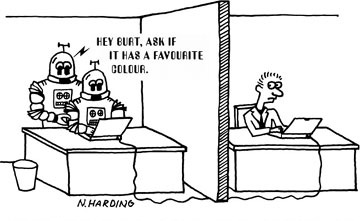 HEY BURT, ASK IF
IT HAS A FAVOURITE
COLOUR.
N.HARDING